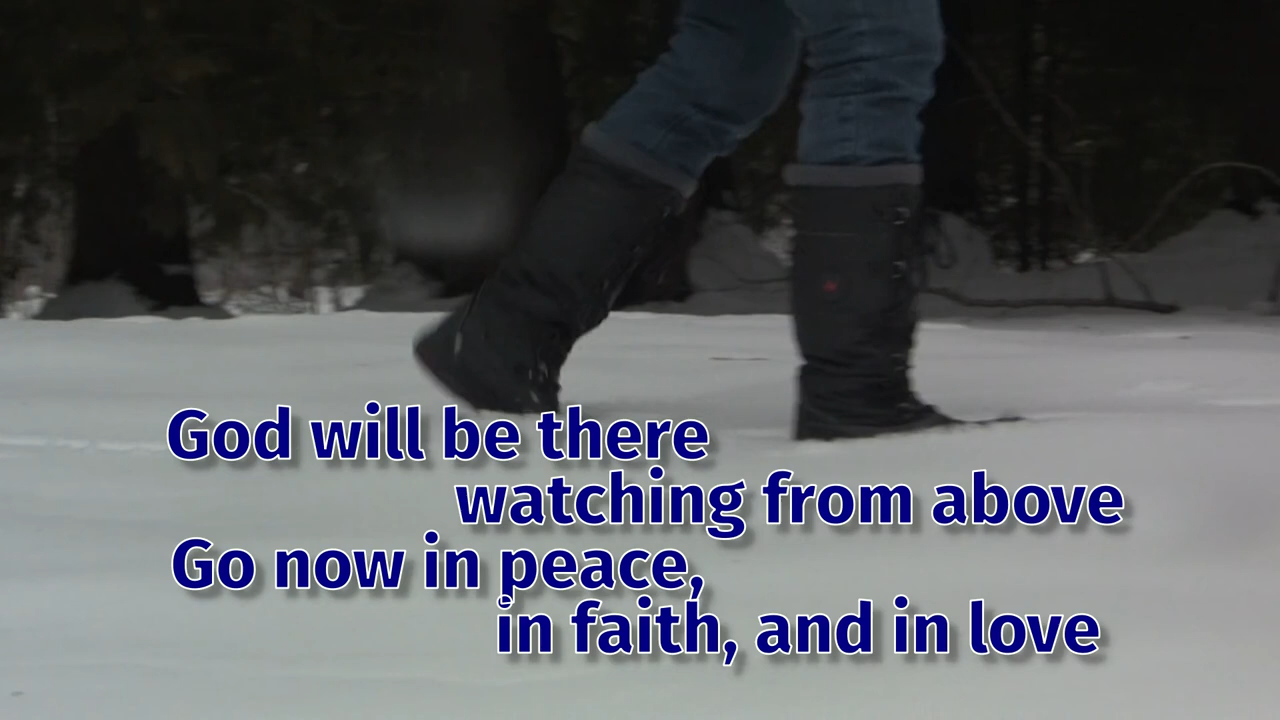 God will be there
watching from above
Go now in peace,
in faith, and in love